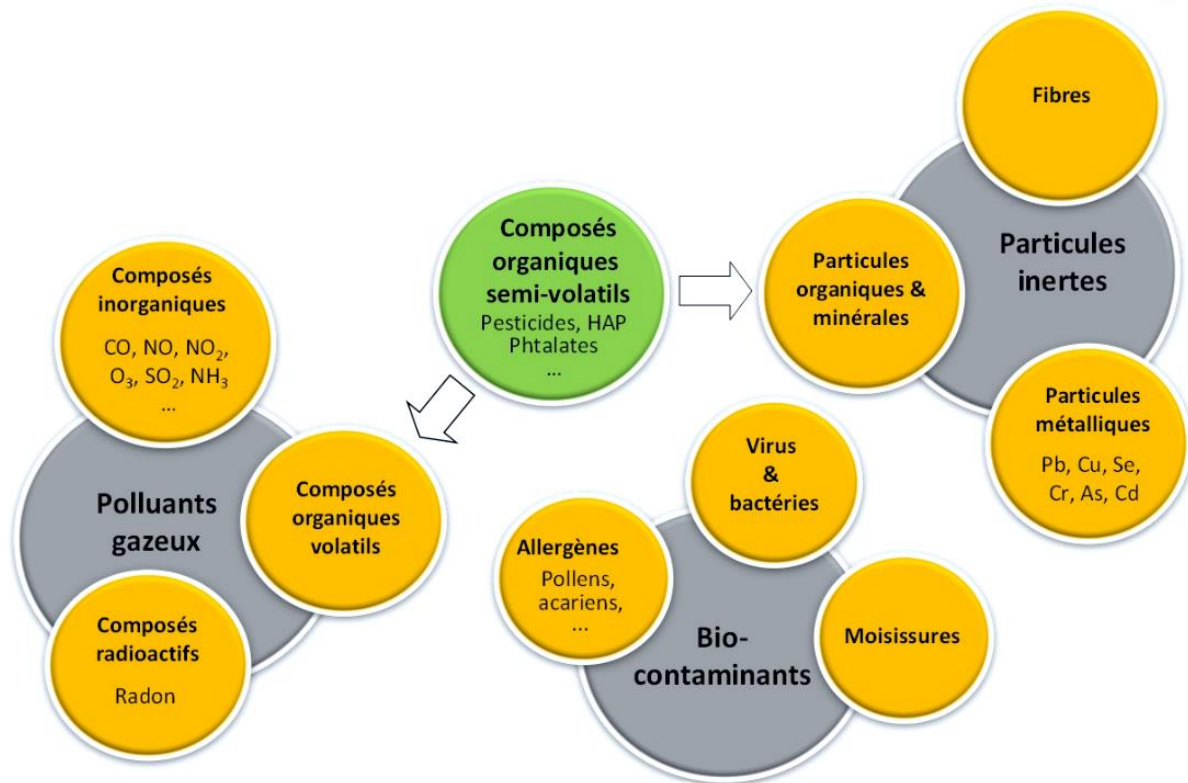 Fibres
Particules
inertes
Particules
organiques &
minérales
Particules
métalliques
Pb, Cu, Se,
Cr, As, Cd
Composés
organiques
semi-volatils
Pesticides, HAP
Phtalates
...
Composés
inorganiques
CO, NO, NO₂,
O₃, SO₂, NH₃
...
Polluants
gazeux
Composés
organiques
volatils
Composés
radioactifs
Radon
Virus
&
bactéries
Allergènes
Pollens,
acariens,
...
Bio-
contaminants
Moisissures